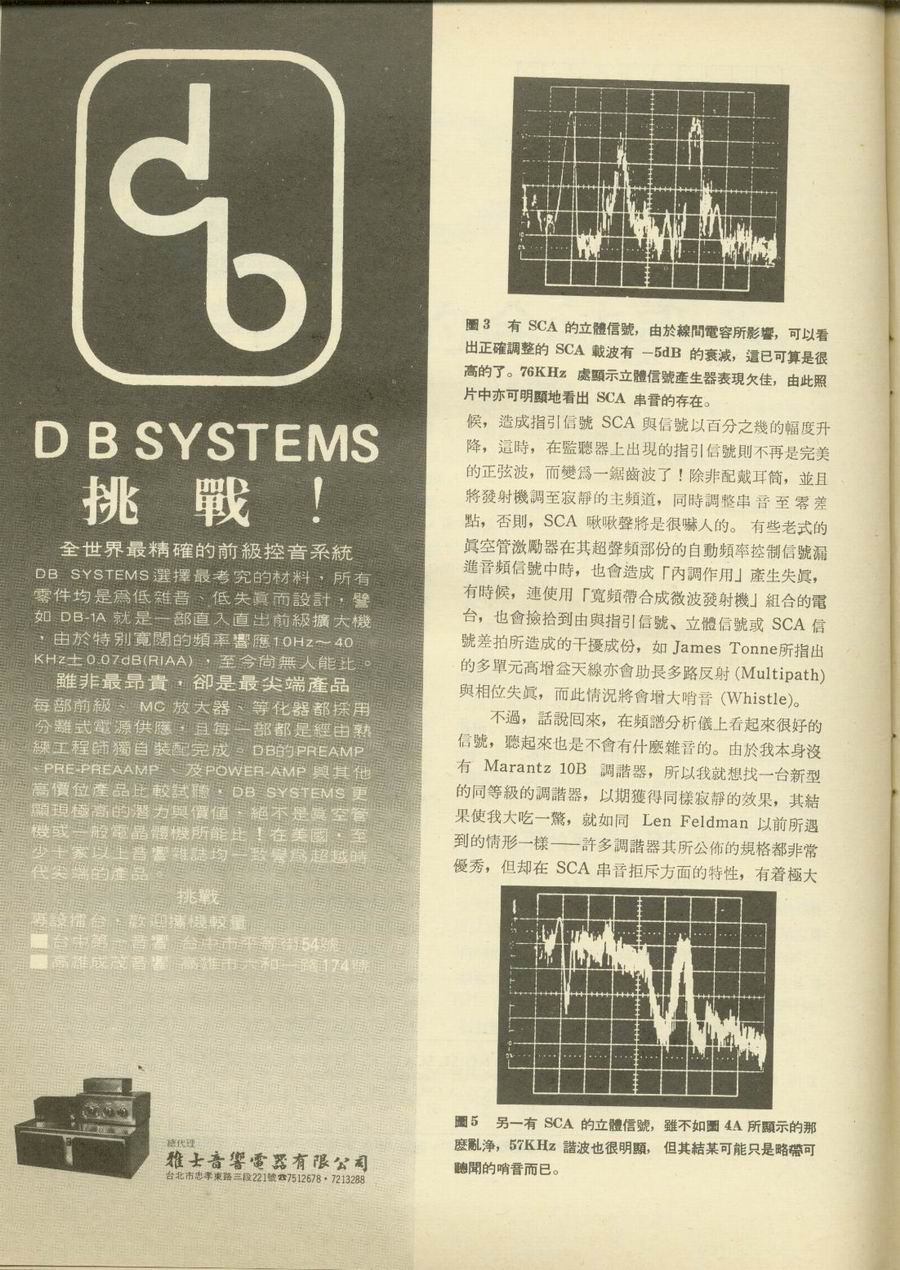 db
DB SYSTEMS
挑戰！
全世界最精確的前級控音系統
DB SYSTEMS選擇最考究的材料，所有
零件均是為低雜音、低失眞而設計，譬
如 DB-1A 就是一部直入直出前級擴大機
，由於特別寬闊的頻率響應10Hz～40
KHz±0.07dB(RIAA)，至今尚無人能比。
雖非最昂貴，卻是最尖端產品
每部前級、MC 放大器、等化器都採用
分離式電源供應，且每一部都是經由熟
練工程師獨自裝配完成。DB的PREAMP
、PRE-PREAAMP、及POWER-AMP 與其他
高價位產品比較試聽，DB SYSTEMS 更
顯現極高的潛力與價值，絕不是眞空管
機或一般電晶體機所能比！在美國，至
少十家以上音響雜誌均一致譽為超越時
代尖端的產品。
挑戰
專設擂台、歡迎攜機較量
台中第一音響 台中市平等街54號
高雄成茂音響 高雄市大和一路174號
總代理
雅士音響電器有限公司
台北市忠孝東路三段221號☎7512678・7213288
圖3 有 SCA 的立體信號，由於線間電容所影響，可以看
出正確調整的 SCA 載波有 −5dB 的衰減，這已可算是很
高的了。76KHz 處顯示立體信號產生器表現欠佳，由此照
片中亦可明顯地看出 SCA 串音的存在。
候，造成指引信號 SCA 與信號以百分之幾的幅度升
降，這時，在監聽器上出現的指引信號則不再是完美
的正弦波，而變爲一鋸齒波了！除非配戴耳筒，並且
將發射機調至寂靜的主頻道，同時調整串音至零差
點，否則，SCA 啾啾聲將是很嚇人的。有些老式的
眞空管激勵器在其超聲頻部份的自動頻率控制信號漏
進音頻信號中時，也會造成「內調作用」產生失眞，
有時候，連使用「寬頻帶合成微波發射機」組合的電
台，也會撿拾到由與指引信號、立體信號或 SCA 信
號差拍所造成的干擾成份，如 James Tonne所指出
的多單元高增益天線亦會助長多路反射 (Multipath)
與相位失眞，而此情況將會增大哨音 (Whistle)。
不過，話說回來，在頻譜分析儀上看起來很好的
信號，聽起來也是不會有什麼雜音的。由於我本身沒
有 Marantz 10B 調諧器，所以我就想找一台新型
的同等級的調諧器，以期獲得同樣寂靜的效果，其結
果使我大吃一驚，就如同 Len Feldman 以前所遇
到的情形一樣——許多調諧器其所公佈的規格都非常
優秀，但却在 SCA 串音拒斥方面的特性，有着極大
圖5 另一有 SCA 的立體信號，雖不如圖 4A 所顯示的那
麼亂淨，57KHz 諧波也很明顯，但其結某可能只是略帶可
聽聞的哨音而已。